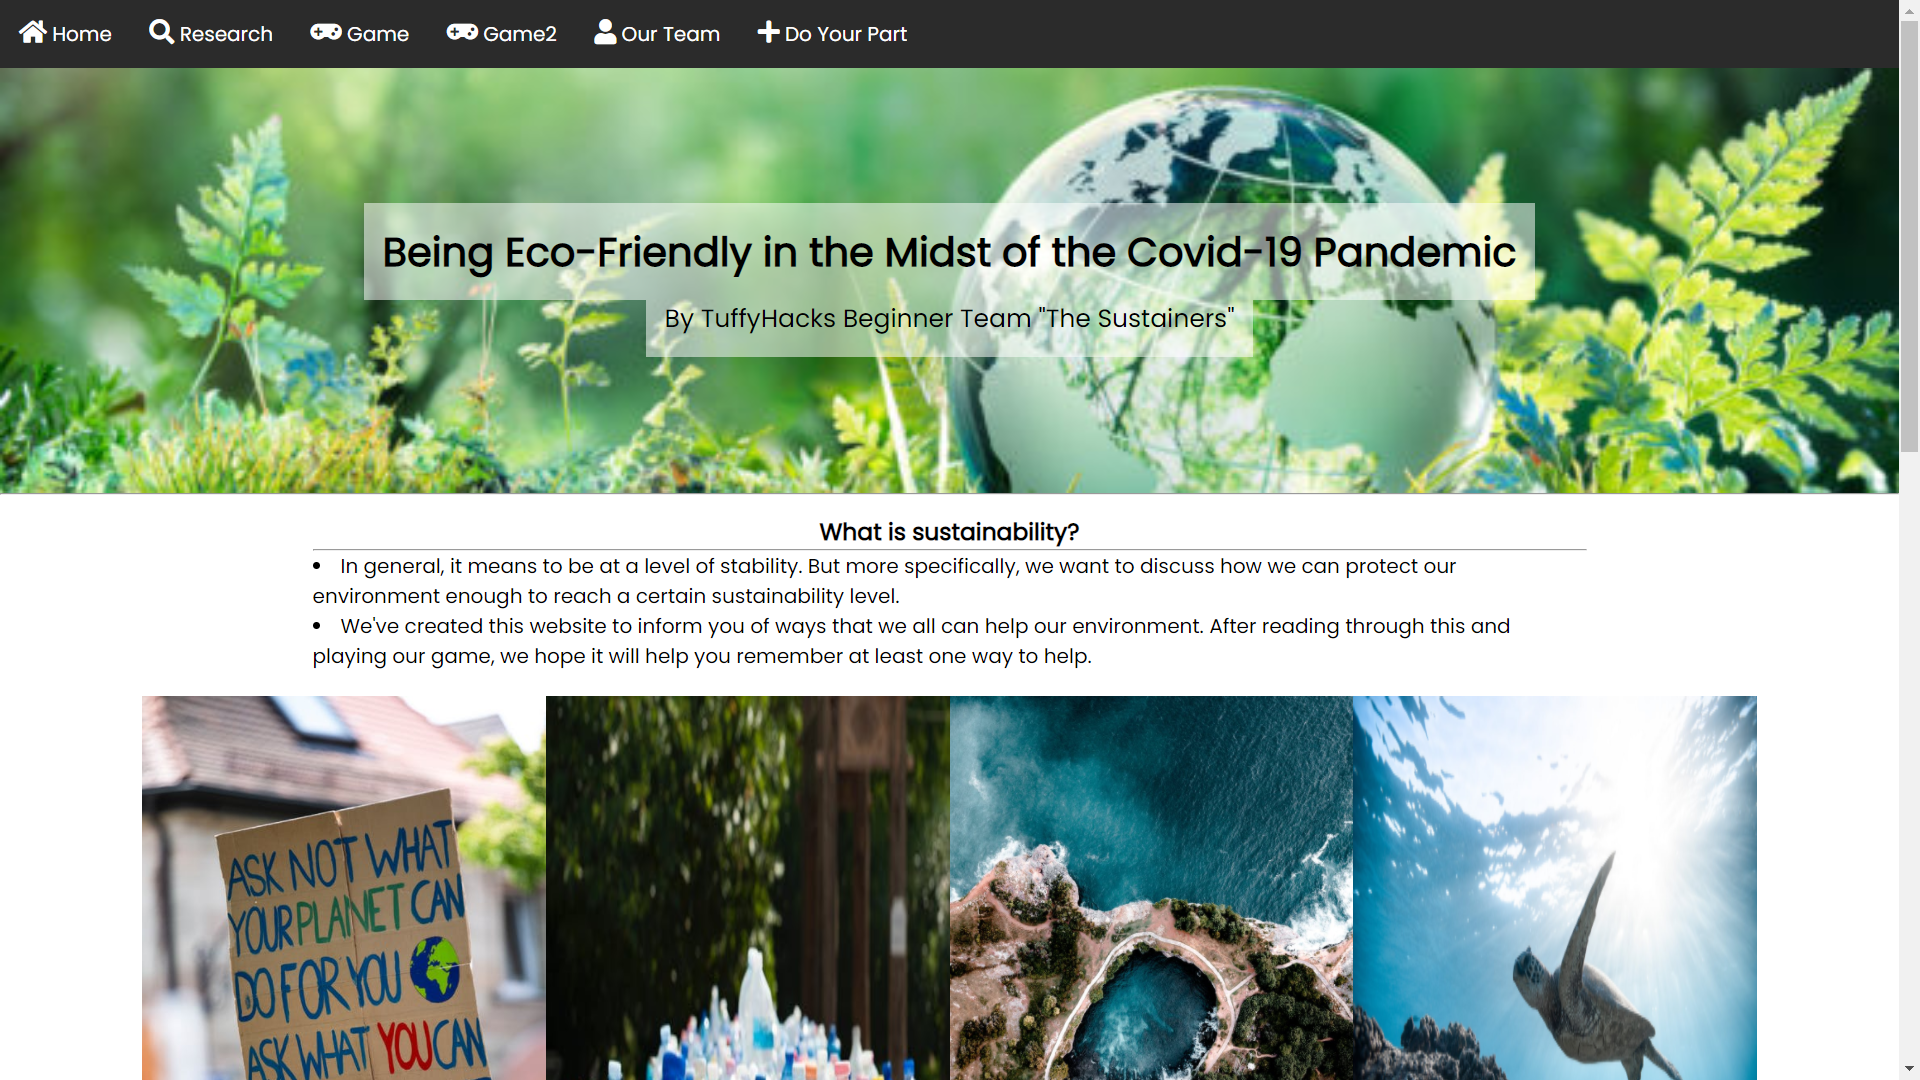 Home Research Game Game2 Our Team Do Your Part
Being Eco-Friendly in the Midst of the Covid-19 Pandemic
By TuffyHacks Beginner Team "The Sustainers"
What is sustainability?
• In general, it means to be at a level of stability. But more specifically, we want to discuss how we can protect our
environment enough to reach a certain sustainability level.
• We've created this website to inform you of ways that we all can help our environment. After reading through this and
playing our game, we hope it will help you remember at least one way to help.
ASK NOT WHAT
YOUR PLANET CAN
DO FOR YOU
ASK WHAT YOU CAN